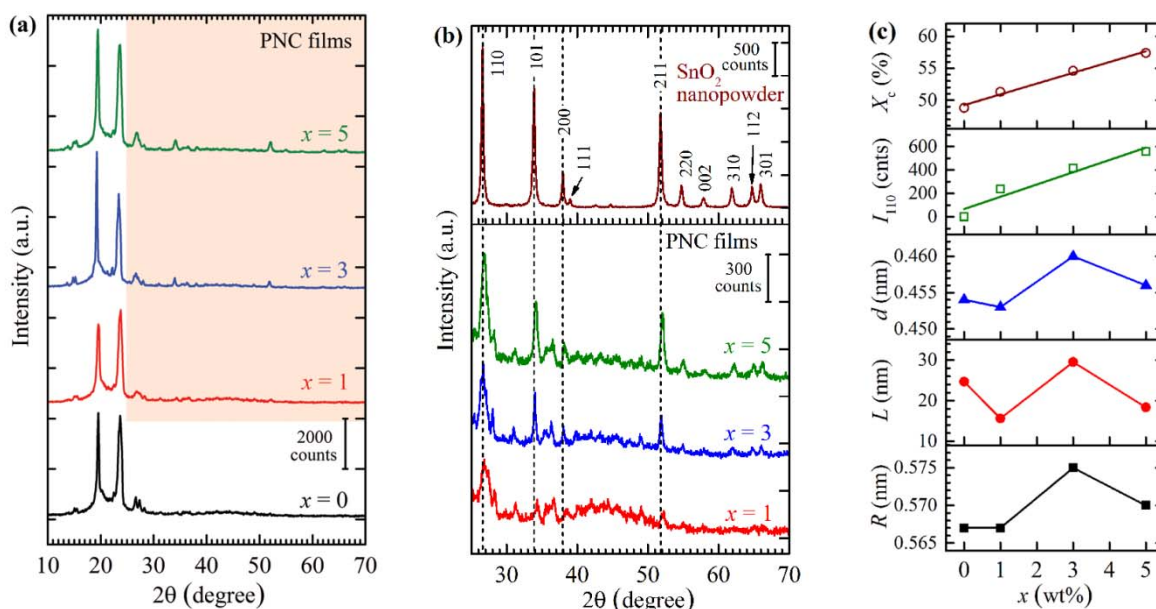 (a)
PNC films
x = 5
x = 3
x = 1
2000
counts
x = 0
Intensity (a.u.)
10 20 30 40 50 60 70
2θ (degree)
(b)
110
101
200
111
211
220
002
310
112
301
500
counts
SnO2
nanopowder
PNC films
300
counts
x = 5
x = 3
x = 1
Intensity (a.u.)
30 40 50 60 70
2θ (degree)
(c)
Xc (%)
60
55
50
I110 (cnts)
600
400
200
0
d (nm)
0.460
0.455
0.450
L (nm)
30
20
10
R (nm)
0.575
0.570
0.565
0 1 2 3 4 5
x (wt%)